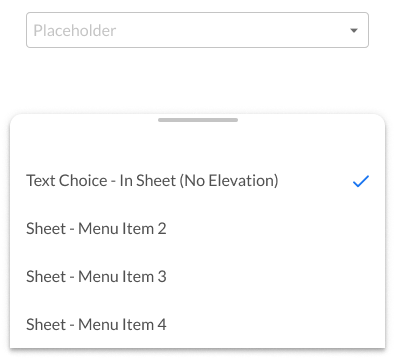 Placeholder
Text Choice - In Sheet (No Elevation)
Sheet - Menu Item 2
Sheet - Menu Item 3
Sheet - Menu Item 4